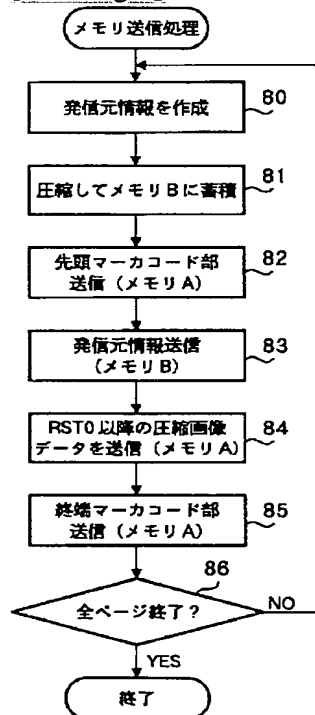 メモリ送信処理
発信元情報を作成
80
圧縮してメモリBに蓄積
81
先頭マーカコード部
送信（メモリA）
82
発信元情報送信
（メモリB）
83
RST0以降の圧縮画像
データを送信（メモリA）
84
終端マーカコード部
送信（メモリA）
85
全ページ終了？
86
NO
YES
終了